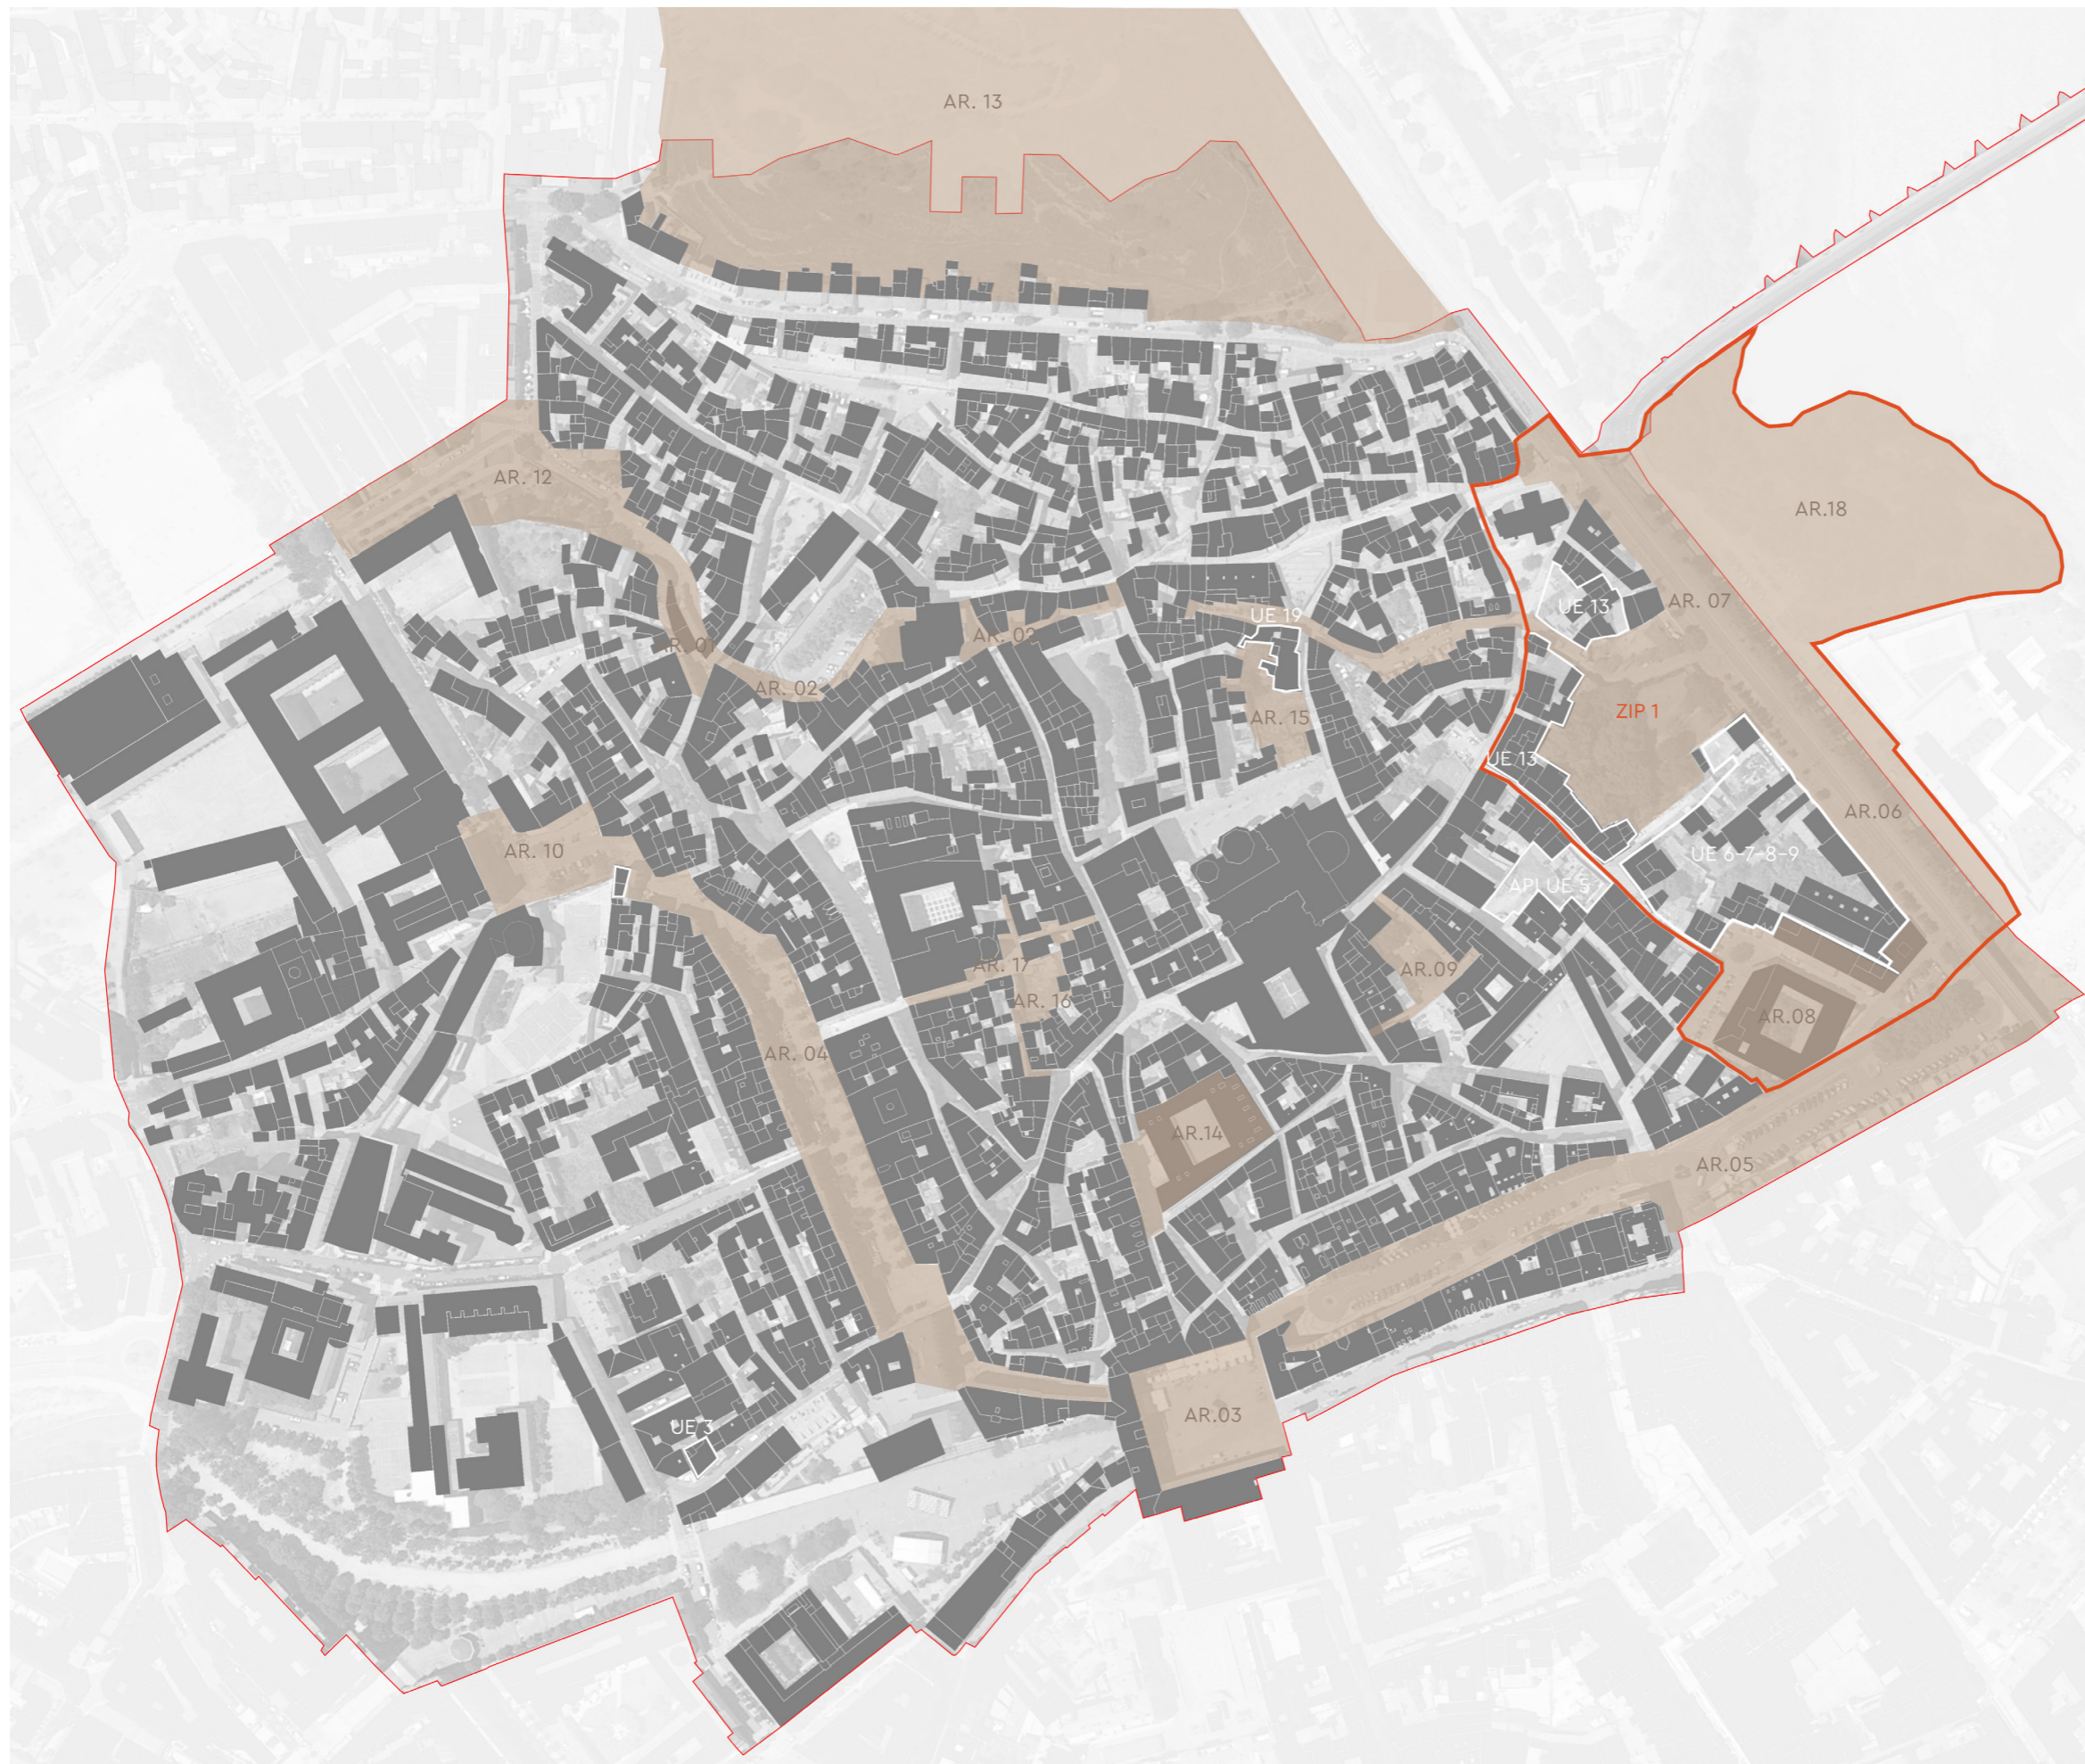 AR. 13
AR. 12
AR.18
AR. 07
UE 13
UE 19
AR. 01
AR. 02
AR. 02
AR. 15
ZIP 1
UE 13
AR.06
AR. 10
UE 6-7-8-9
API UE 5
AR. 17
AR. 16
AR.09
AR.08
AR. 04
AR.14
AR.05
UE 3
AR.03